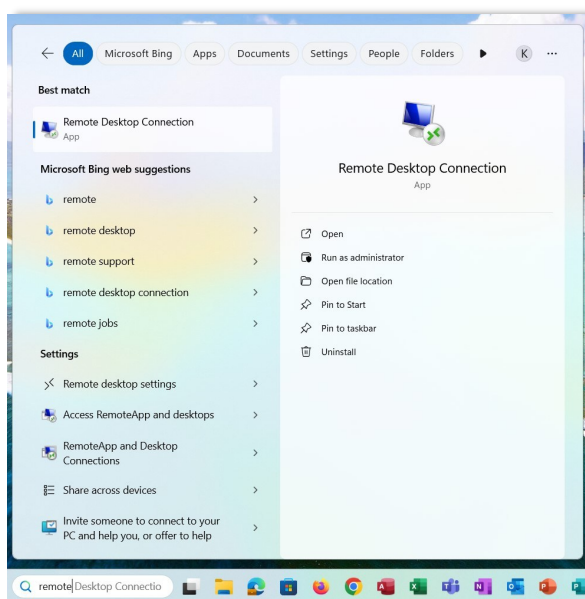 All
Microsoft Bing
Apps
Documents
Settings
People
Folders
K
Best match
Remote Desktop Connection
App
Microsoft Bing web suggestions
remote
remote desktop
remote support
remote desktop connection
remote jobs
Settings
Remote desktop settings
Access RemoteApp and desktops
RemoteApp and Desktop
Connections
Share across devices
Invite someone to connect to your
PC and help you, or offer to help
Remote Desktop Connection
App
Open
Run as administrator
Open file location
Pin to Start
Pin to taskbar
Uninstall
remote Desktop Connectio